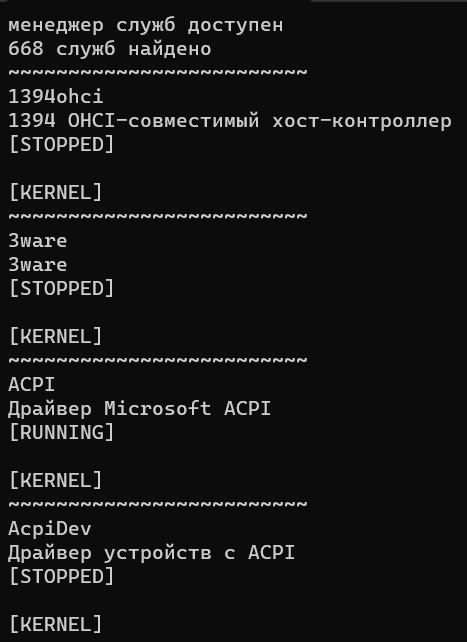 менеджер служб доступен
668 служб найдено
~~~~~~~~~~~~~~~~~~~~~~~~~
1394ohci
1394 OHCI-совместимый хост-контроллер
[STOPPED]
[KERNEL]
~~~~~~~~~~~~~~~~~~~~~~~~~
3ware
3ware
[STOPPED]
[KERNEL]
~~~~~~~~~~~~~~~~~~~~~~~~~
ACPI
Драйвер Microsoft ACPI
[RUNNING]
[KERNEL]
~~~~~~~~~~~~~~~~~~~~~~~~~
AcpiDev
Драйвер устройств с ACPI
[STOPPED]
[KERNEL]